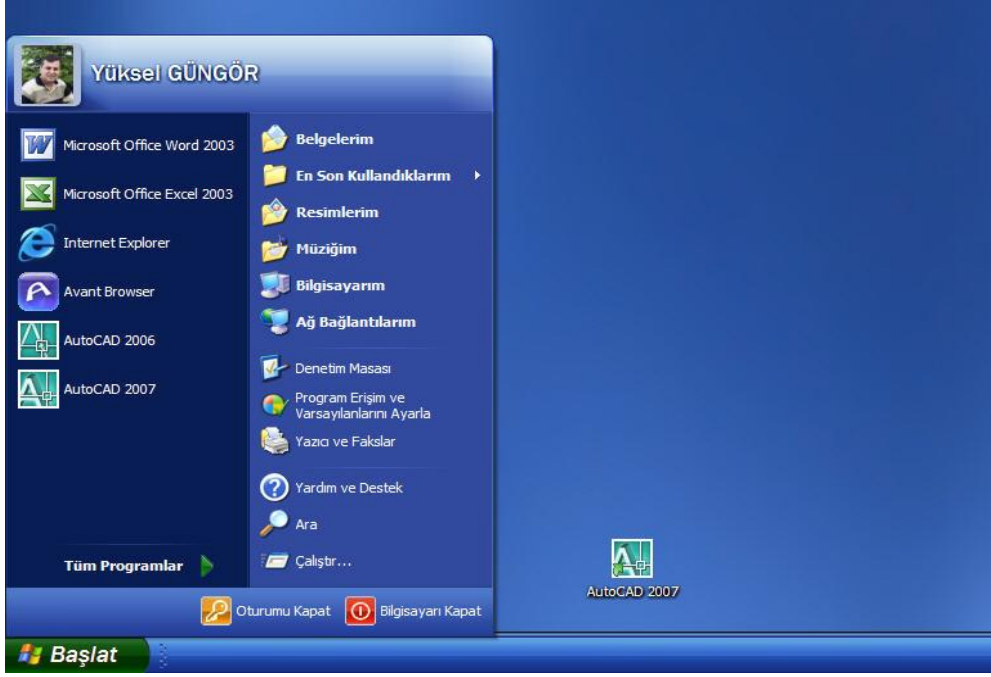 Yüksel GÜNGÖR
Microsoft Office Word 2003
Microsoft Office Excel 2003
Internet Explorer
Avant Browser
AutoCAD 2006
AutoCAD 2007
Tüm Programlar
Belgelerim
En Son Kullandıklarım
Resimlerim
Müziğim
Bilgisayarım
Ağ Bağlantılarım
Denetim Masası
Program Erişim ve
Varsayılanlarını Ayarla
Yazıcı ve Fakslar
Yardım ve Destek
Ara
Çalıştır...
Oturumu Kapat
Bilgisayarı Kapat
AutoCAD 2007
Başlat